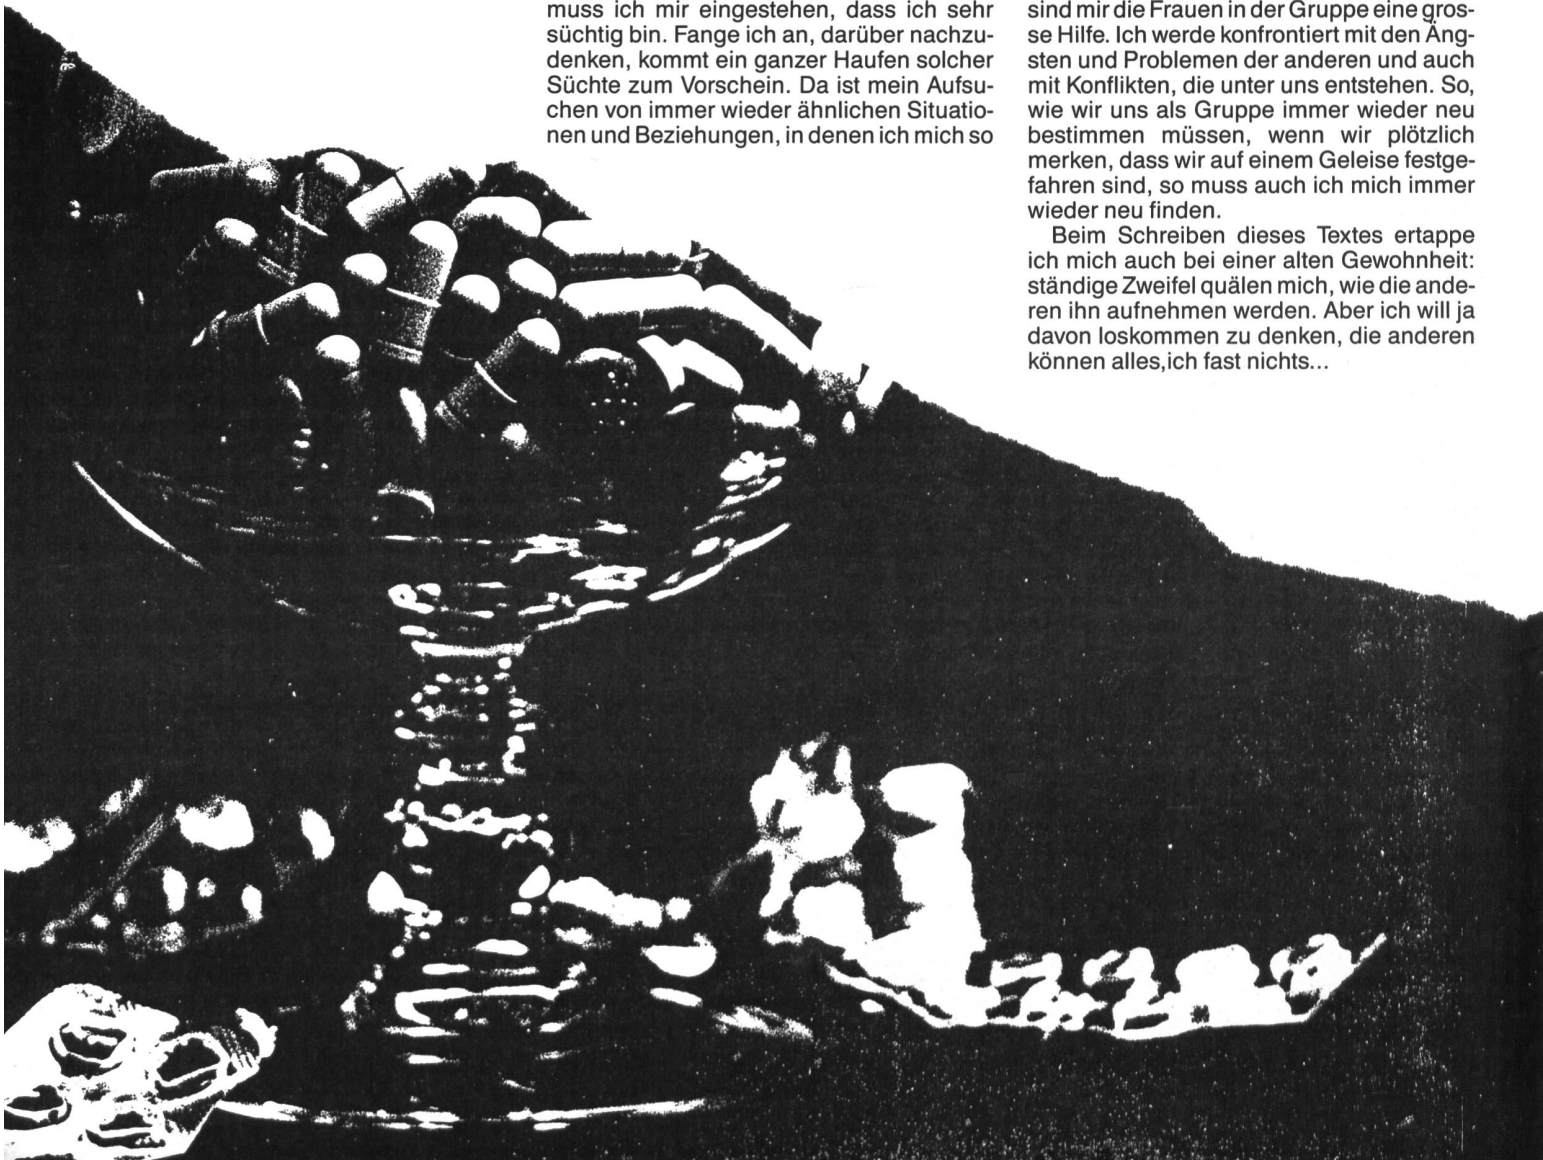 muss ich mir eingestehen, dass ich sehr
süchtig bin. Fange ich an, darüber nachzu-
denken, kommt ein ganzer Haufen solcher
Süchte zum Vorschein. Da ist mein Aufsu-
chen von immer wieder ähnlichen Situatio-
nen und Beziehungen, in denen ich mich so
sind mir die Frauen in der Gruppe eine gros-
se Hilfe. Ich werde konfrontiert mit den Äng-
sten und Problemen der anderen und auch
mit Konflikten, die unter uns entstehen. So,
wie wir uns als Gruppe immer wieder neu
bestimmen müssen, wenn wir plötzlich
merken, dass wir auf einem Geleise festge-
fahren sind, so muss auch ich mich immer
wieder neu finden.
Beim Schreiben dieses Textes ertappe
ich mich auch bei einer alten Gewohnheit:
ständige Zweifel quälen mich, wie die ande-
ren ihn aufnehmen werden. Aber ich will ja
davon loskommen zu denken, die anderen
können alles,ich fast nichts...